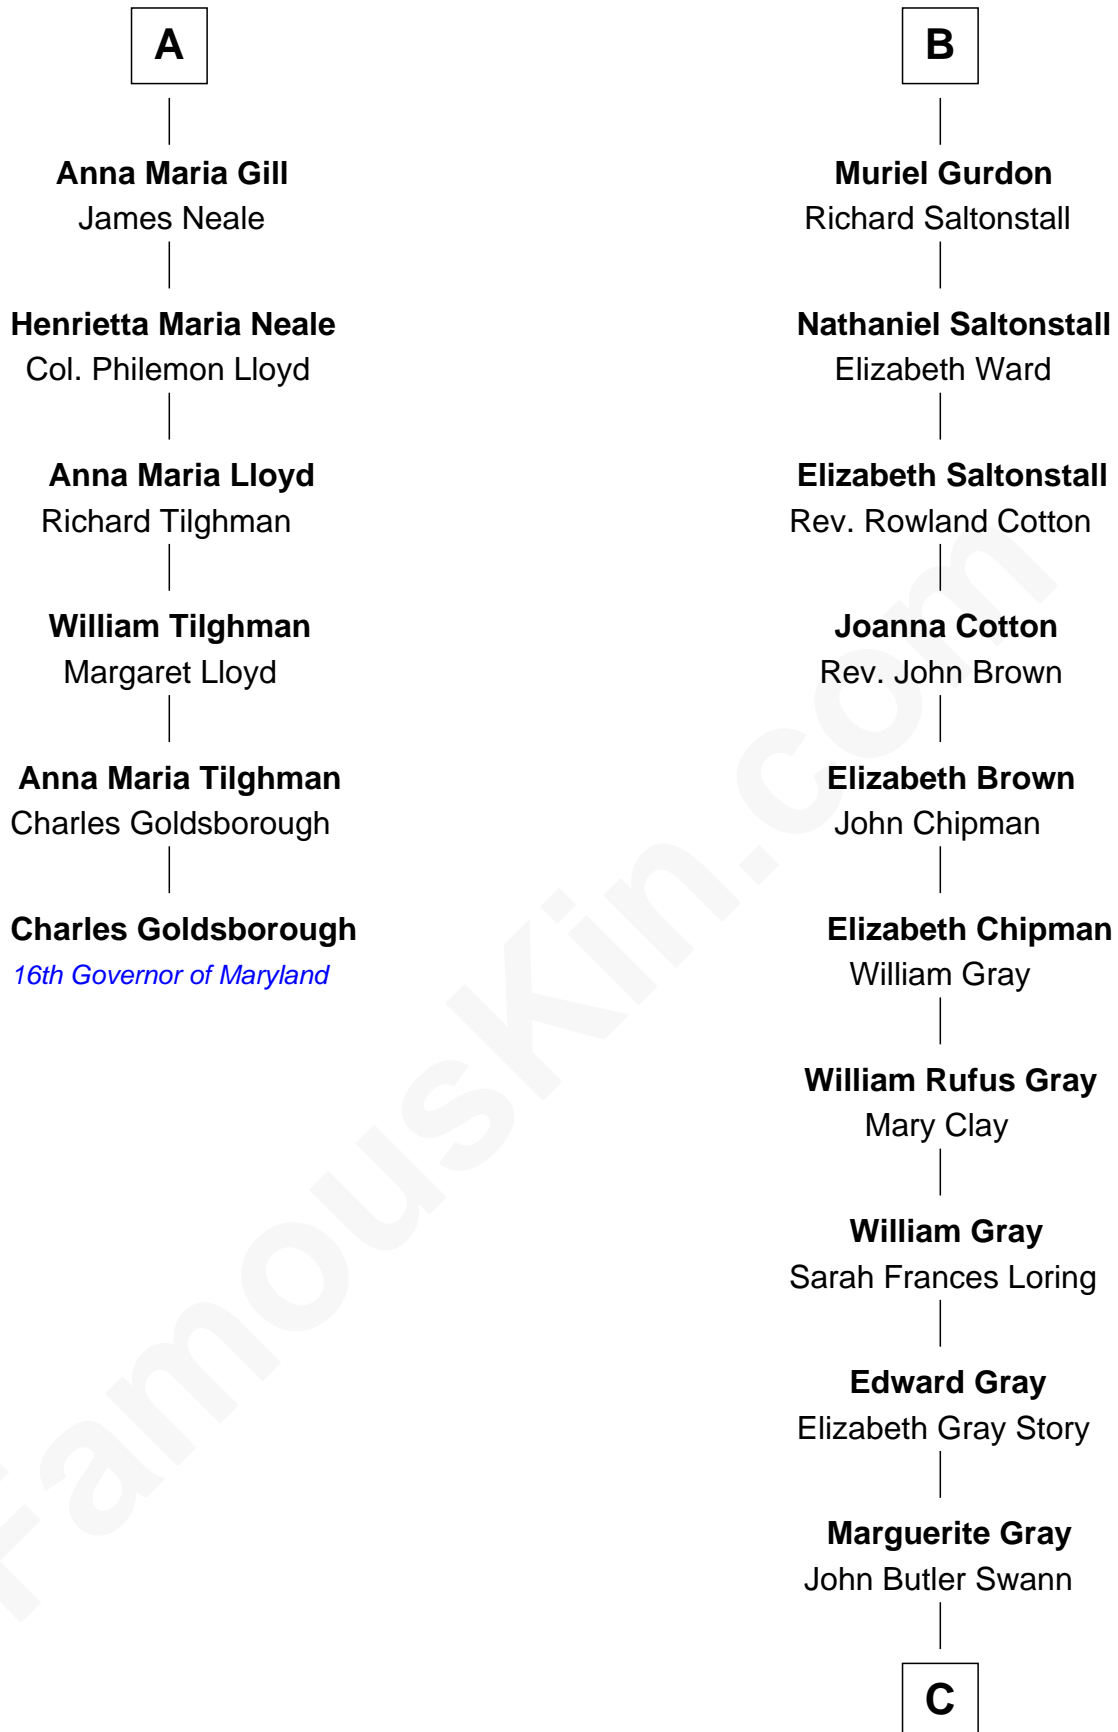 A
Anna Maria Gill
James Neale
Henrietta Maria Neale
Col. Philemon Lloyd
Anna Maria Lloyd
Richard Tilghman
William Tilghman
Margaret Lloyd
Anna Maria Tilghman
Charles Goldsborough
Charles Goldsborough
16th Governor of Maryland
B
Muriel Gurdon
Richard Saltonstall
Nathaniel Saltonstall
Elizabeth Ward
Elizabeth Saltonstall
Rev. Rowland Cotton
Joanna Cotton
Rev. John Brown
Elizabeth Brown
John Chipman
Elizabeth Chipman
William Gray
William Rufus Gray
Mary Clay
William Gray
Sarah Frances Loring
Edward Gray
Elizabeth Gray Story
Marguerite Gray
John Butler Swann
C
FamousKin.com